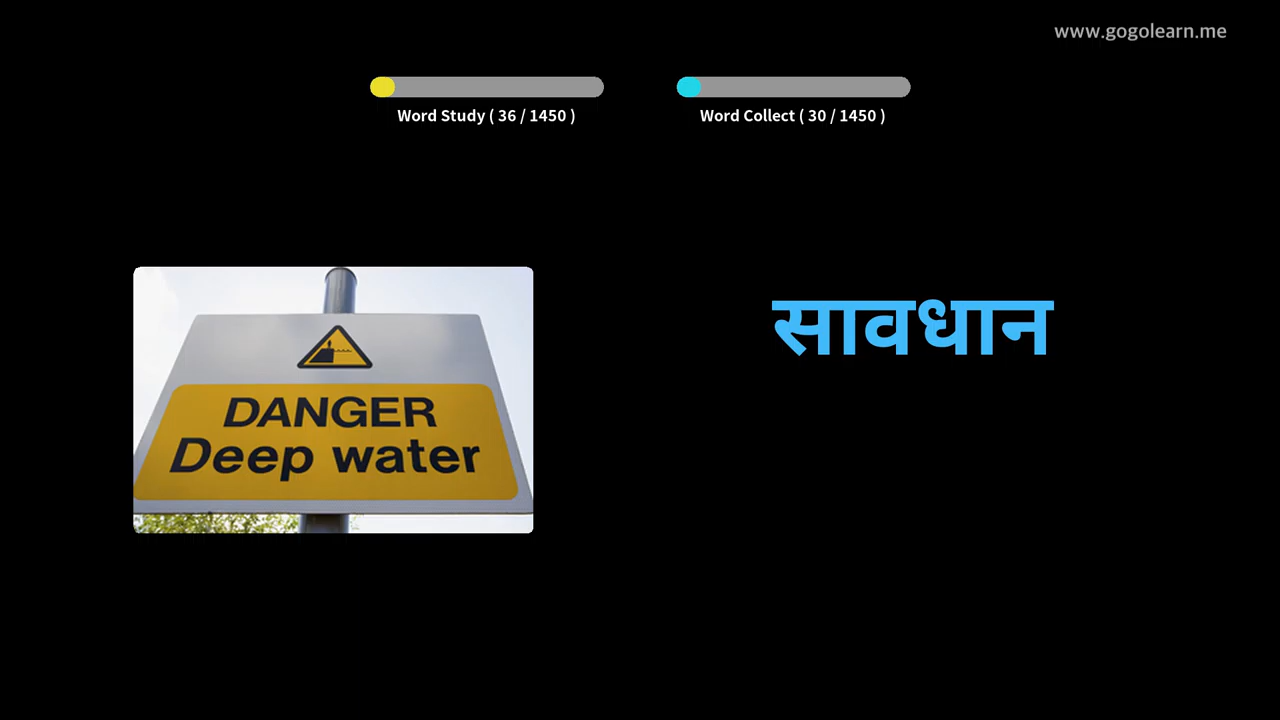 www.gogolearn.me
Word Study ( 36 / 1450 )
Word Collect ( 30 / 1450 )
DANGER
Deep water
सावधान